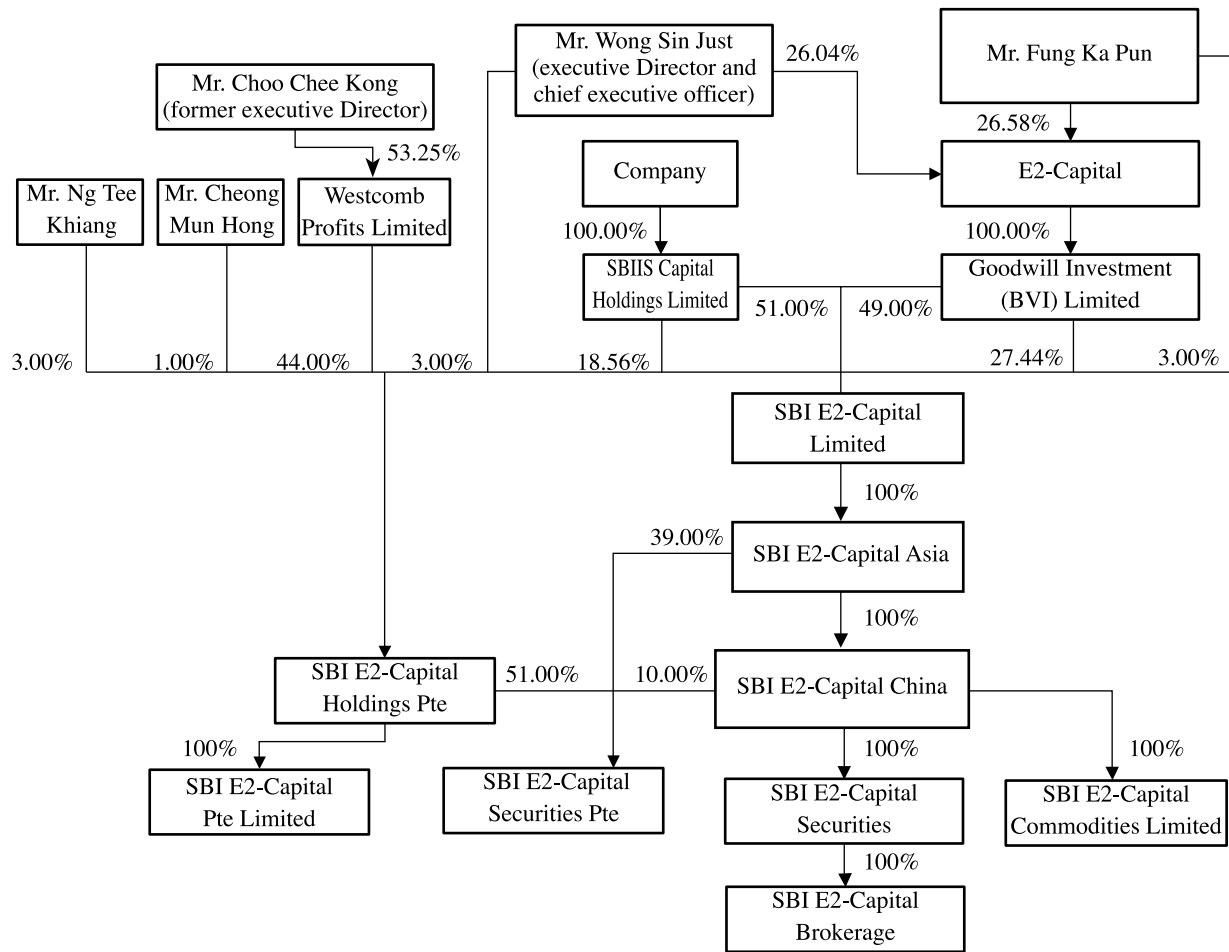 Mr. Wong Sin Just
(executive Director and
chief executive officer)
26.04%
Mr. Fung Ka Pun
Mr. Choo Chee Kong
(former executive Director)
26.58%
53.25%
Company
E2-Capital
Mr. Ng Tee
Khiang
Mr. Cheong
Mun Hong
Westcomb
Profits Limited
100.00%
100.00%
SBIIS Capital
Holdings Limited
Goodwill Investment
(BVI) Limited
51.00%
49.00%
3.00%
1.00%
44.00%
3.00%
18.56%
27.44%
3.00%
SBI E2-Capital
Limited
100%
39.00%
SBI E2-Capital Asia
100%
SBI E2-Capital
Holdings Pte
51.00%
10.00%
SBI E2-Capital China
100%
100%
100%
SBI E2-Capital
Pte Limited
SBI E2-Capital
Securities Pte
SBI E2-Capital
Securities
SBI E2-Capital
Commodities Limited
100%
SBI E2-Capital
Brokerage